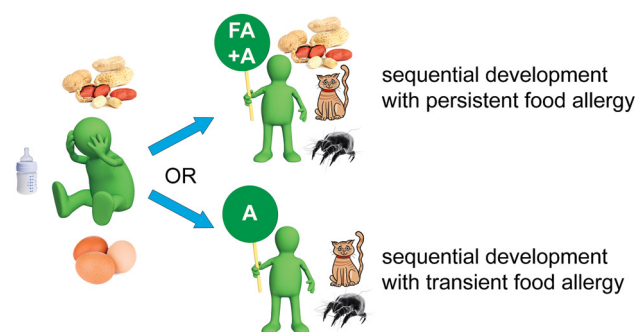 FA
+A
sequential development
with persistent food allergy
OR
A
sequential development
with transient food allergy